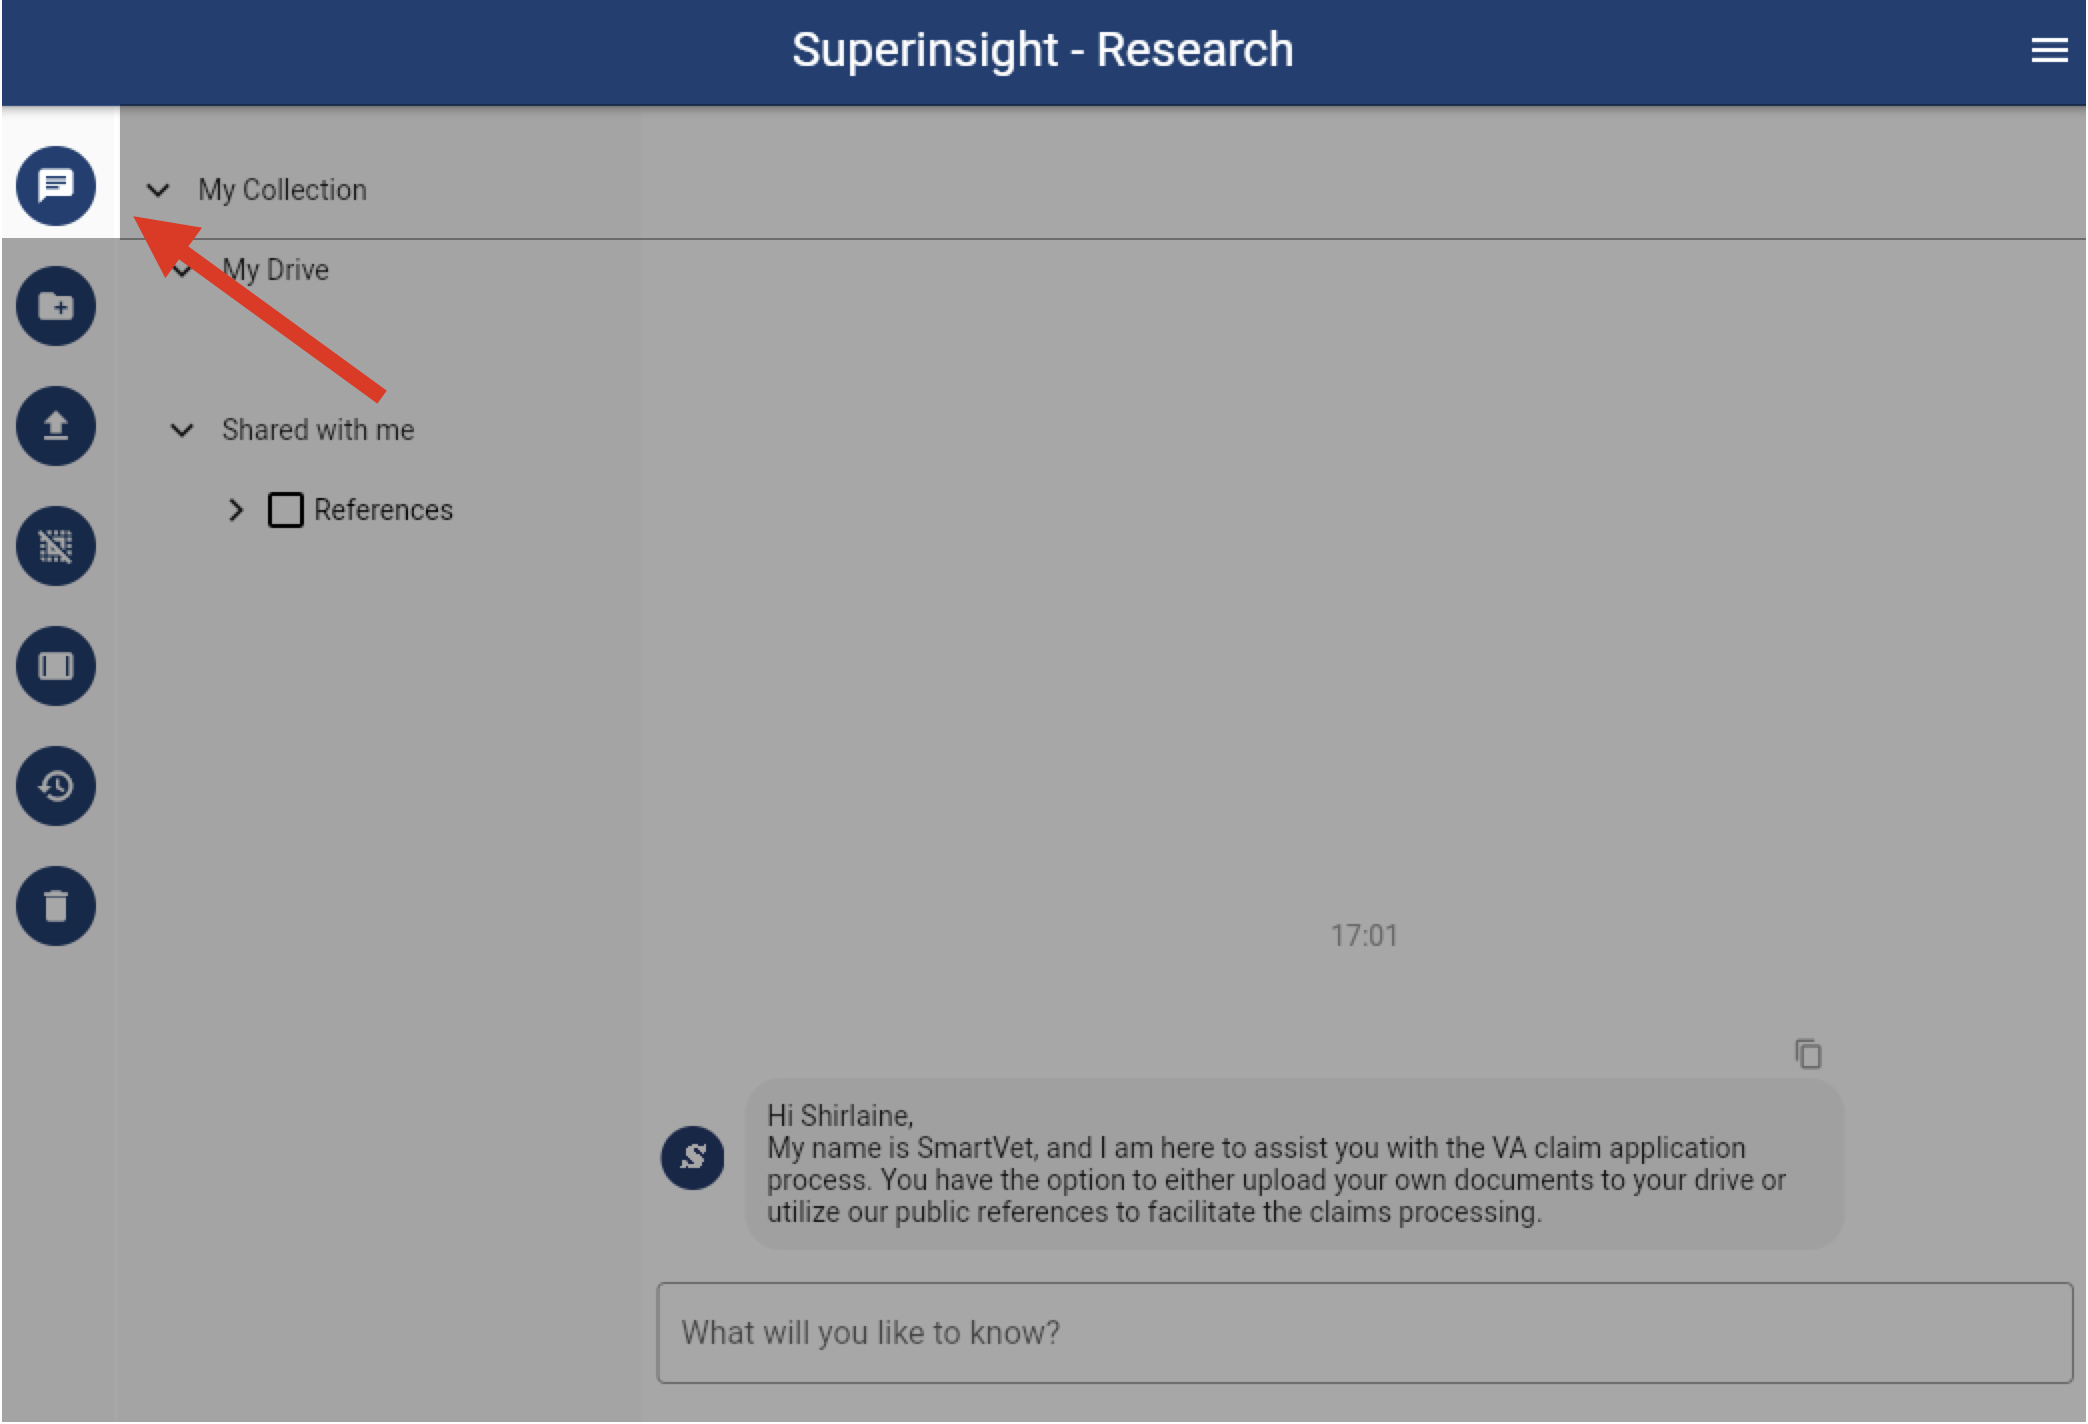 Superinsight - Research
My Collection
My Drive
Shared with me
References
17:01
Hi Shirlaine,
My name is SmartVet, and I am here to assist you with the VA claim application
process. You have the option to either upload your own documents to your drive or
utilize our public references to facilitate the claims processing.
S
What will you like to know?